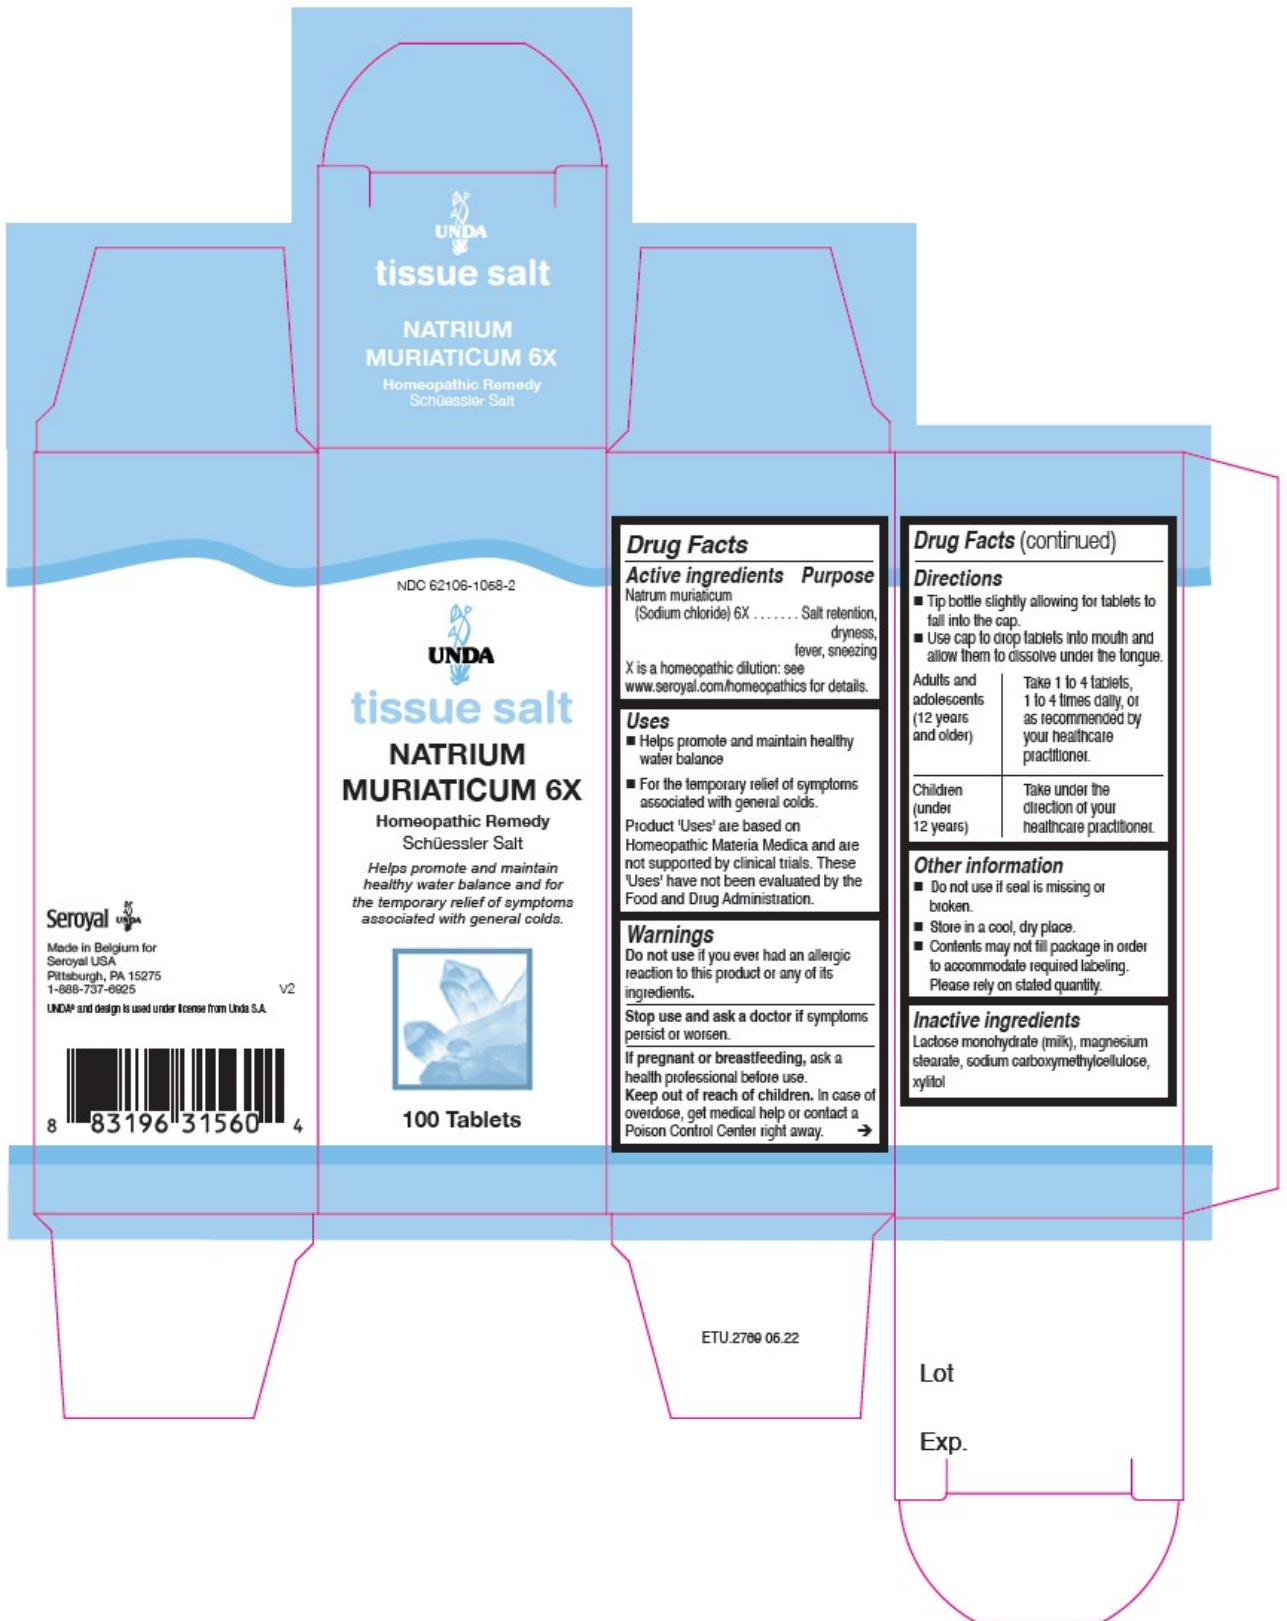 UNDA
tissue salt
NATRIUM
MURIATICUM 6X
Homeopathic Remedy
Schüessler Salt
Seroyal UNDA
Made in Belgium for
Seroyal USA
Pittsburgh, PA 15275
1-888-737-6925 V2
UNDA® and design is used under license from Unda S.A.
8 83196 31560 4
NDC 62106-1058-2
UNDA
tissue salt
NATRIUM
MURIATICUM 6X
Homeopathic Remedy
Schüessler Salt
Helps promote and maintain
healthy water balance and for
the temporary relief of symptoms
associated with general colds.
100 Tablets
Drug Facts
Active ingredients Purpose
Natrum muriaticum
(Sodium chloride) 6X . . . . . . . Salt retention,
dryness,
fever, sneezing
X is a homeopathic dilution: see
www.seroyal.com/homeopathics for details.
Uses
■ Helps promote and maintain healthy
water balance
■ For the temporary relief of symptoms
associated with general colds.
Product 'Uses' are based on
Homeopathic Materia Medica and are
not supported by clinical trials. These
'Uses' have not been evaluated by the
Food and Drug Administration.
Warnings
Do not use if you ever had an allergic
reaction to this product or any of its
ingredients.
Stop use and ask a doctor if symptoms
persist or worsen.
If pregnant or breastfeeding, ask a
health professional before use.
Keep out of reach of children. In case of
overdose, get medical help or contact a
Poison Control Center right away. →
Drug Facts (continued)
Directions
■ Tip bottle slightly allowing for tablets to
fall into the cap.
■ Use cap to drop tablets into mouth and
allow them to dissolve under the tongue.
Adults and Take 1 to 4 tablets,
adolescents 1 to 4 times daily, or
(12 years as recommended by
and older) your healthcare
practitioner.
Children Take under the
(under direction of your
12 years) healthcare practitioner.
Other information
■ Do not use if seal is missing or
broken.
■ Store in a cool, dry place.
■ Contents may not fill package in order
to accommodate required labeling.
Please rely on stated quantity.
Inactive ingredients
Lactose monohydrate (milk), magnesium
stearate, sodium carboxymethylcellulose,
xylitol
ETU.2769 05.22
Lot
Exp.